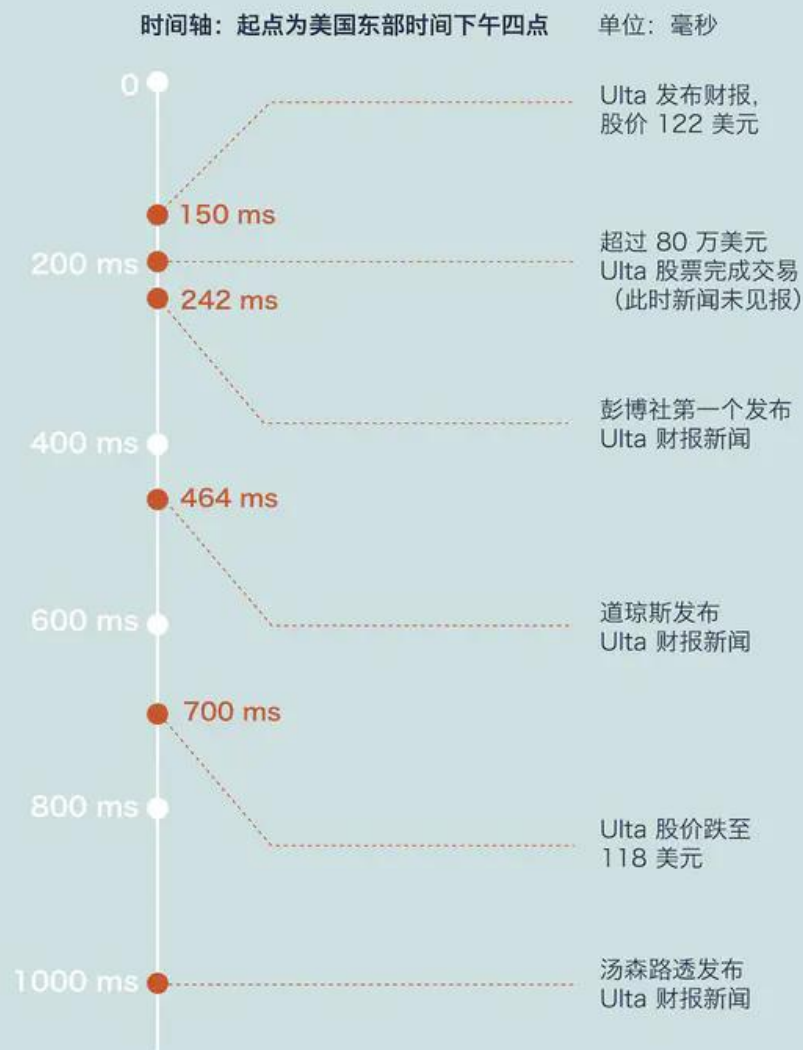 时间轴：起点为美国东部时间下午四点 单位：毫秒
0
Ulta 发布财报，
股价 122 美元
150 ms
超过 80 万美元
200 ms
Ulta 股票完成交易
（此时新闻未见报）
242 ms
彭博社第一个发布
Ulta 财报新闻
400 ms
464 ms
道琼斯发布
Ulta 财报新闻
600 ms
700 ms
Ulta 股价跌至
118 美元
800 ms
汤森路透发布
Ulta 财报新闻
1000 ms